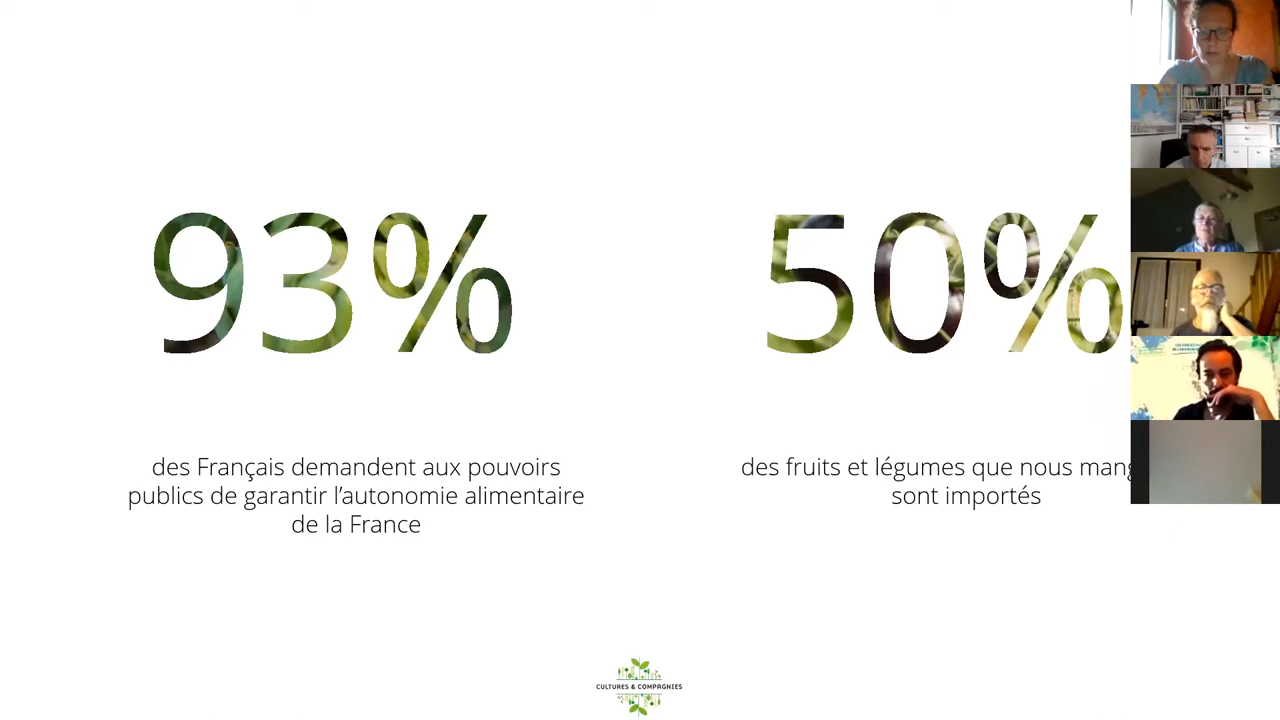 93%
des Français demandent aux pouvoirs
publics de garantir l’autonomie alimentaire
de la France
50%
des fruits et légumes que nous
sont importés
CULTURES & COMPAGNIES